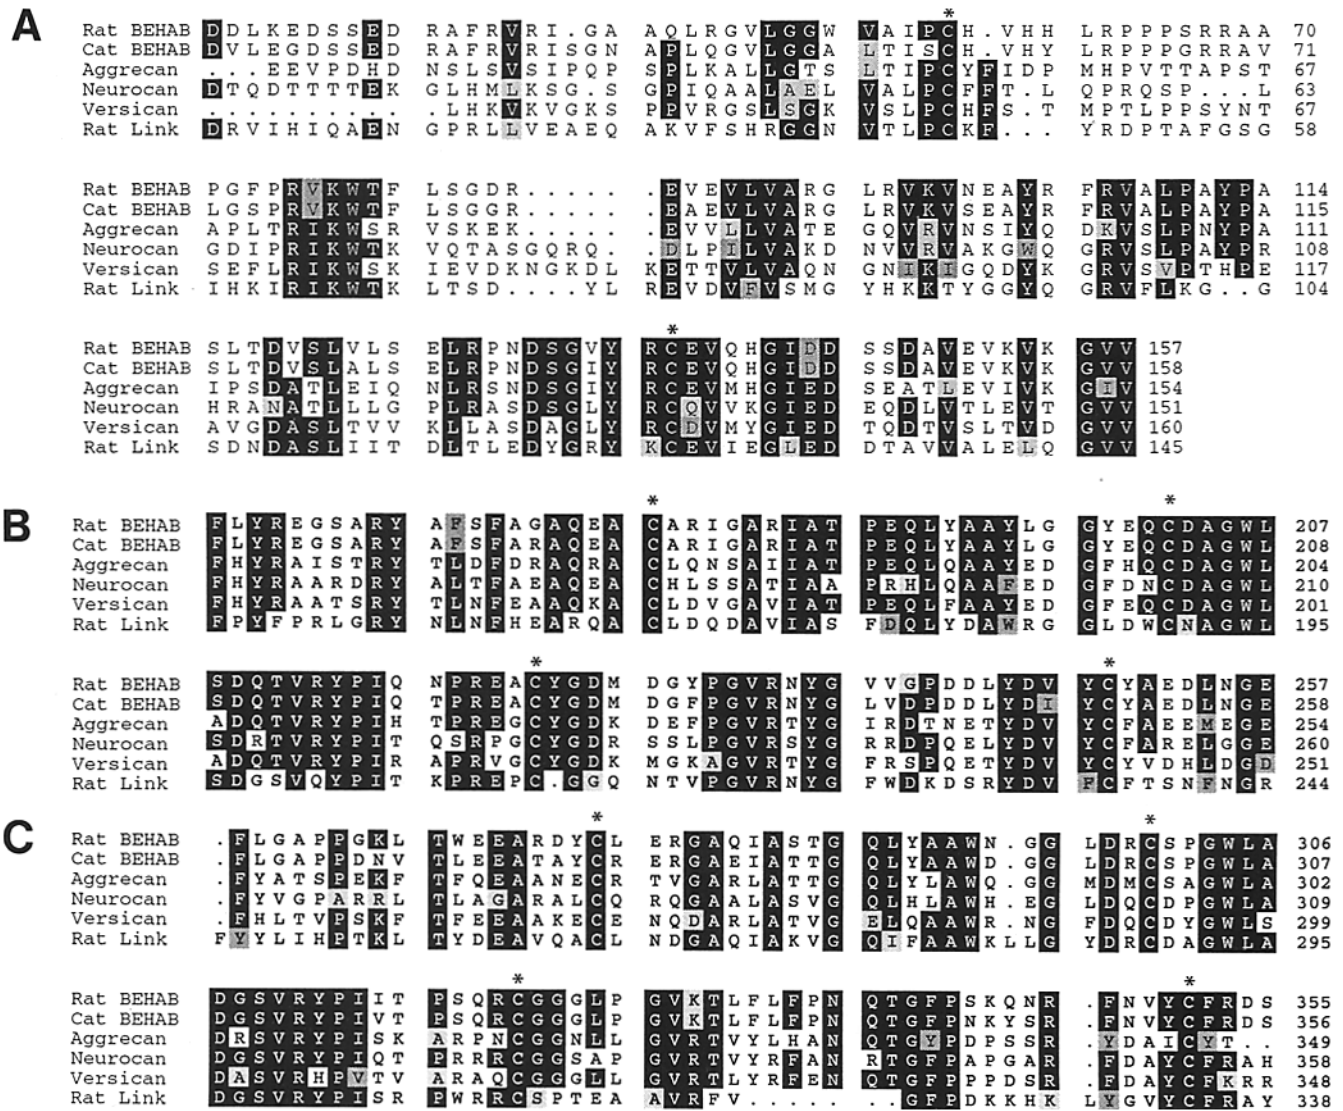 A
*
Rat BEHAB DDLKEDSSED RAFRVRI.GA AQLRGVLGGW VAIPCH.VHH LRPPPSRRAA 70
Cat BEHAB DVLEGDSSED RAFRVRISGN APLQGVLGGA LTISCH.VHY LRPPPGRRAV 71
Aggrecan ...EEVPDHD NSLSVSIPQP SPLKALLGTS LTIPCYFIDP MHPVTTAPST 67
Neurocan DTQDTTTTEK GLHMLKSG.S GPIQAALAEL VALPCFFT.L QPRQSP...L 63
Versican .......... .LHKVKVGKS PPVRGSLSGK VSLPCHFS.T MPTLPPSYNT 67
Rat Link DRVIHIQAEN GPRLLVEAEQ AKVFSHRGGN VTLPCKF... YRDPTAFGSG 58
Rat BEHAB PGFPRVKWTF LSGDR..... .EVEVLVARG LRVKVNEAYR FRVALPAYPA 114
Cat BEHAB LGSPRVKWTF LSGGR..... .EAEVLVARG LRVKVSEAYR FRVALPAYPA 115
Aggrecan APLTRIKWSR VSKEK..... .EVVLLVATE GQVRVNSIYQ DKVSLPNYPA 111
Neurocan GDIPRIKWTK VQTASGQRQ. .DLPILVAKD NVVRVAKGWQ GRVSLPAYPR 108
Versican SEFLRIKWSK IEVDKNGKDL KETTVLVAQN GNIKIGQDYK GRVSVPTHPE 117
Rat Link IHKIRIKWTK LTSD....YL REVDVFVSMG YHKKTYGGYQ GRVFLKG..G 104
*
Rat BEHAB SLTDVSLVLS ELRPNDSGVY RCEVQHGIDD SSDAVEVKVK GVV 157
Cat BEHAB SLTDVSLALS ELRPNDSGIY RCEVQHGIDD SSDAVEVKVK GVV 158
Aggrecan IPSDATLEIQ NLRSNDSGIY RCEVMHGIED SEATLEVIVK GIV 154
Neurocan HRANATLLLG PLRASDSGLY RCQVVKGIED EQDLVTLEVT GVV 151
Versican AVGDASLTVV KLLASDAGLY RCDVMYGIED TQDTVSLTVD GVV 160
Rat Link SDNDASLIIT DLTLEDYGRY KCEVIEGLED DTAVVALELQ GVV 145
B
* *
Rat BEHAB FLYREGSARY AFSFAGAQEA CARIGARIAT PEQLYAAYLG GYEQCDAGWL 207
Cat BEHAB FLYREGSARY AFSFARAQEA CARIGARIAT PEQLYAAYLG GYEQCDAGWL 208
Aggrecan FHYRAISTRY TLDFDRAQRA CLQNSAIIAT PEQLQAAYED GFHQCDAGWL 204
Neurocan FHYRAARDRY ALTFAEAQEA CHLSSATIAA PRHLQAAFED GFDNCDAGWL 210
Versican FHYRAATSRY TLNFEAAQKA CLDVGAVIAT PEQLFAAYED GFEQCDAGWL 201
Rat Link FPYFPRLGRY NLNFHEARQA CLDQDAVIAS FDQLYDAWRG GLDWCNAGWL 195
* *
Rat BEHAB SDQTVRYPIQ NPREACYGDM DGYPGVRNYG VVGPDDLYDV YCYAEDLNGE 257
Cat BEHAB SDQTVRYPIQ TPREACYGDM DGFPGVRNYG LVDPDDLYDI YCYAEDLNGE 258
Aggrecan ADQTVRYPIH TPREGCYGDK DEFPGVRTYG IRDTNETYDV YCFAEEMEGE 254
Neurocan SDRTVRYPIT QSRPGCYGDR SSLPGVRSYG RRDPQELYDV YCFARELGGE 260
Versican ADQTVRYPIR APRVGCYGDK MGKAGVRTYG FRSPQETYDV YCYVDHLDGD 251
Rat Link SDGSVQYPIT KPREPC.GGQ NTVPGVRNYG FWDKDSRYDV FCFTSNFNGR 244
C
* *
Rat BEHAB .FLGAPPGKL TWEEARDYCL ERGAQIASTG QLYAAWN.GG LDRCSPGWLA 306
Cat BEHAB .FLGAPPDNV TLEEATAYCR ERGAEIATTG QLYAAWD.GG LDRCSPGWLA 307
Aggrecan .FYATSPEKF TFQEAANECR TVGARLATTG QLYLAWQ.GG MDMCSAGWLA 302
Neurocan .FYVGPARRL TLAGARALCQ RQGAALASVG QLHLAWH.EG LDQCDPGWLA 309
Versican .FHLTVPSKF TFEEAAKECE NQDARLATVG ELQAAWR.NG FDQCDYGWLS 299
Rat Link FYYLIHPTKL TYDEAVQACL NDGAQIAKVG QIFAAWKLLG YDRCDAGWLA 295
* *
Rat BEHAB DGSVRYPIIT PSQRCGGGLP GVKTLFLFPN QTGFPSKQNR .FNVYCFRDS 355
Cat BEHAB DGSVRYPIVT PSQRCGGGLP GVKTLFLFPN QTGFPNKYSR .FNVYCFRDS 356
Aggrecan DRSVRYPISK ARPNCGGNLL GVRTVYLHAN QTGYPDPSSR .YDAICYT.. 349
Neurocan DGSVRYPIQT PRRRCGGSAP GVRTVYRFAN RTGFPAPGAR .FDAYCFRAH 358
Versican DASVRHPVTV ARAQCGGGLL GVRTLYRFEN QTGFPPPDSR .FDAYCFKRR 348
Rat Link DGSVRYPISR PWRRCSPTEA AVRFV..... ..GFPDKKHK LYGVYCFRAY 338